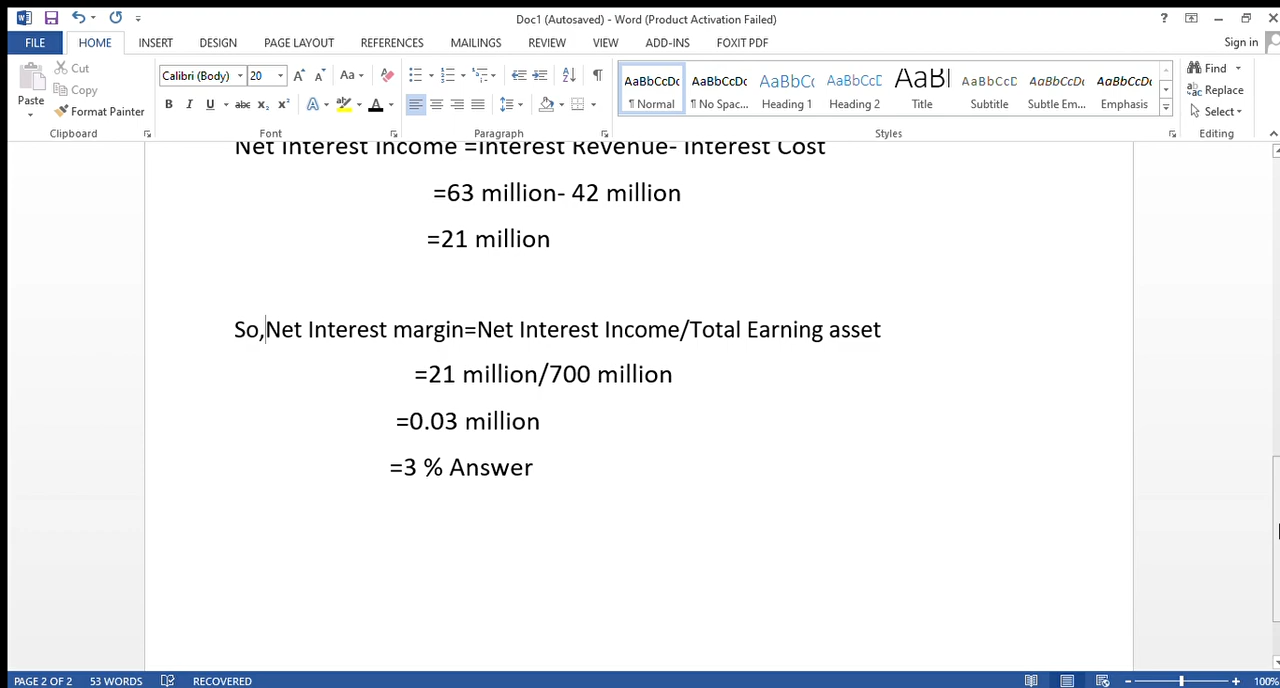 Doc1 (Autosaved) - Word (Product Activation Failed)
FILE HOME INSERT DESIGN PAGE LAYOUT REFERENCES MAILINGS REVIEW VIEW ADD-INS FOXIT PDF Sign in
Paste
Cut
Copy
Format Painter
Calibri (Body) 20
Clipboard Font Paragraph Styles Editing
AaBbCcDc AaBbCcDc AaBbCc AaBbCcD AaBl AaBbCcD AaBbCcDc AaBbCcDc
¶ Normal ¶ No Spac... Heading 1 Heading 2 Title Subtitle Subtle Em... Emphasis
Find
Replace
Select
Net Interest Income =Interest Revenue- Interest Cost
=63 million- 42 million
=21 million
So,Net Interest margin=Net Interest Income/Total Earning asset
=21 million/700 million
=0.03 million
=3 % Answer
PAGE 2 OF 2 53 WORDS RECOVERED 100%